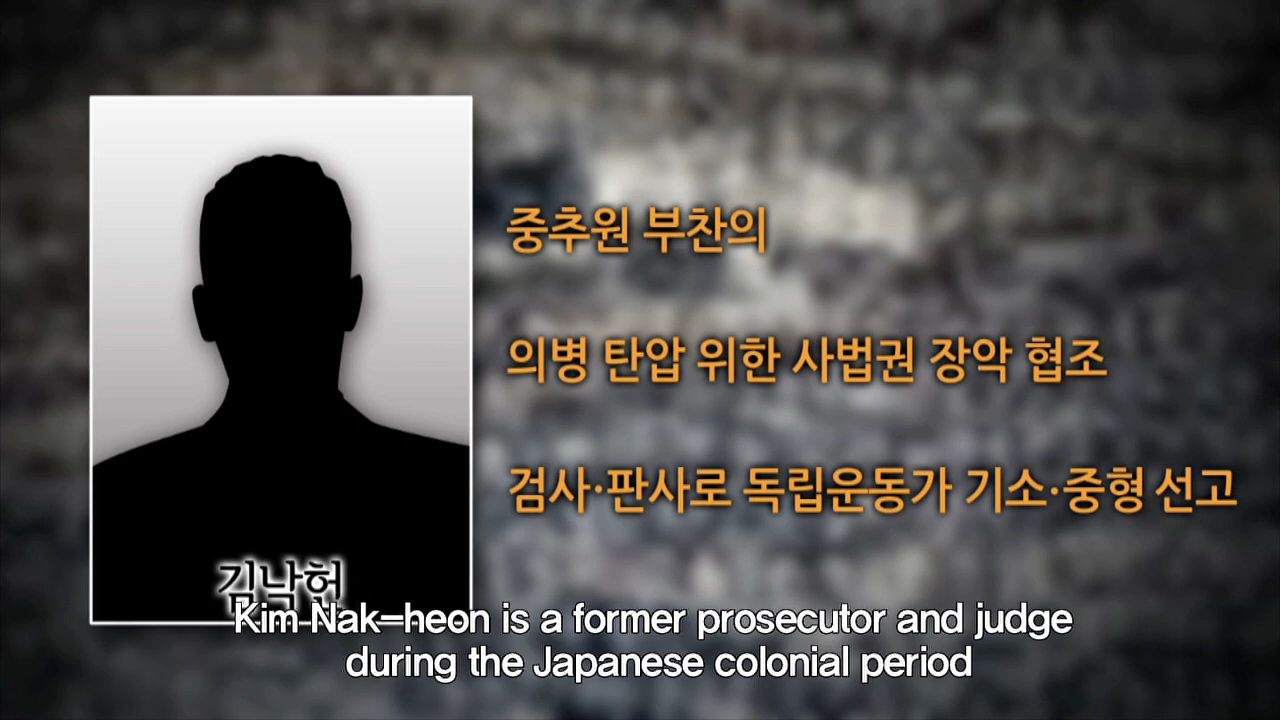 중추원 부찬의
의병 탄압 위한 사법권 장악 협조
검사·판사로 독립운동가 기소·중형 선고
김낙헌
Kim Nak-heon is a former prosecutor and judge
during the Japanese colonial period